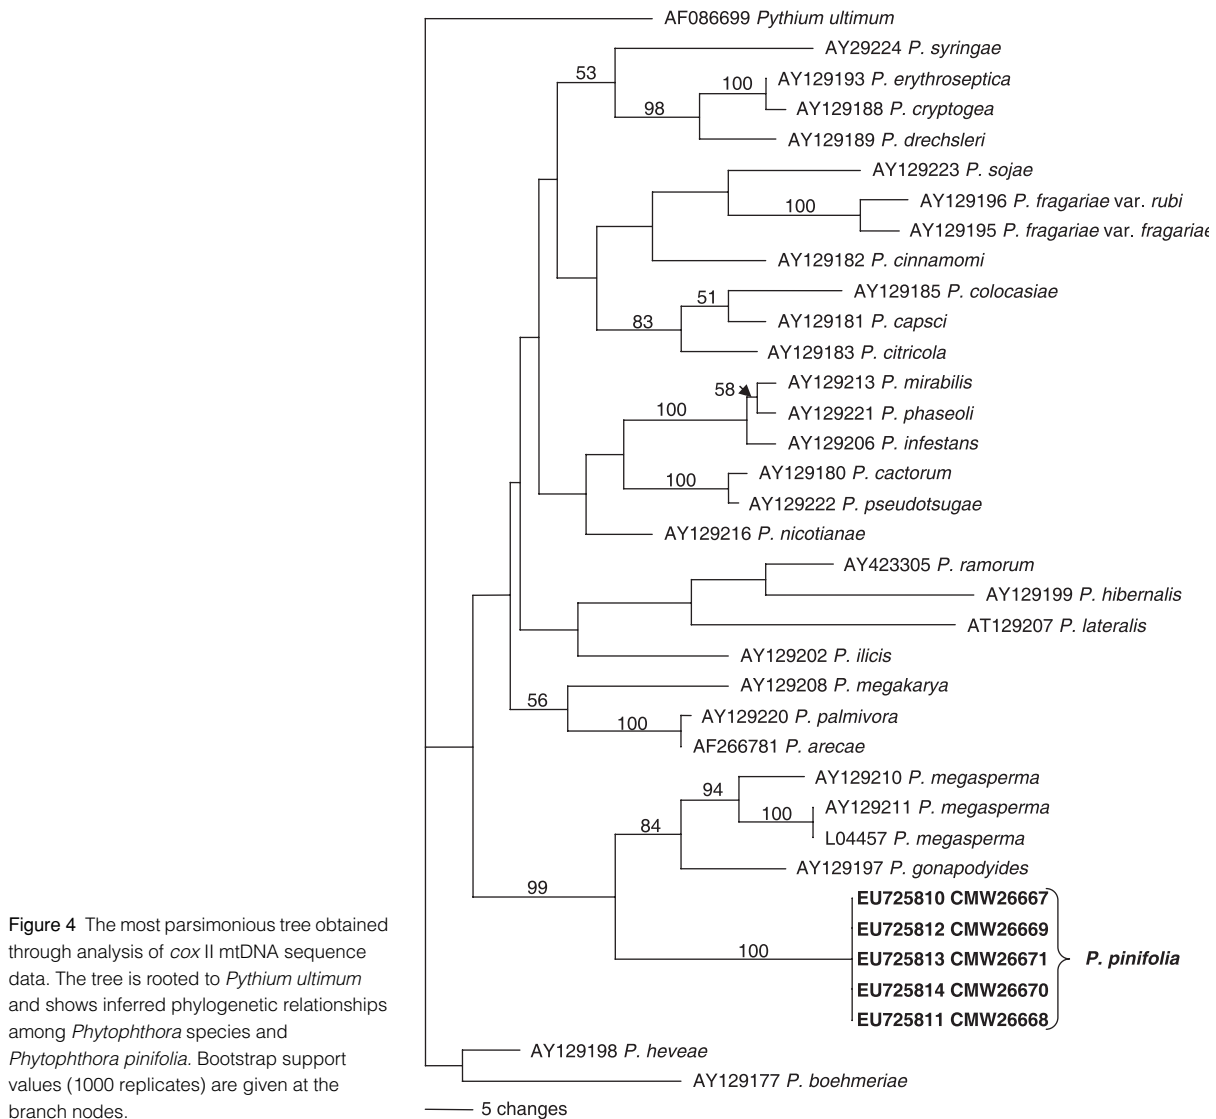 AF086699 Pythium ultimum
AY29224 P. syringae
53
AY129193 P. erythroseptica
100
AY129188 P. cryptogea
98
AY129189 P. drechsleri
AY129223 P. sojae
AY129196 P. fragariae var. rubi
100
AY129195 P. fragariae var. fragariae
AY129182 P. cinnamomi
AY129185 P. colocasiae
51
AY129181 P. capsci
83
AY129183 P. citricola
AY129213 P. mirabilis
58
AY129221 P. phaseoli
100
AY129206 P. infestans
AY129180 P. cactorum
100
AY129222 P. pseudotsugae
AY129216 P. nicotianae
AY423305 P. ramorum
AY129199 P. hibernalis
AT129207 P. lateralis
AY129202 P. ilicis
AY129208 P. megakarya
56
AY129220 P. palmivora
100
AF266781 P. arecae
AY129210 P. megasperma
94
AY129211 P. megasperma
100
L04457 P. megasperma
84
AY129197 P. gonapodyides
99
EU725810 CMW26667
EU725812 CMW26669
100
EU725813 CMW26671
P. pinifolia
EU725814 CMW26670
EU725811 CMW26668
AY129198 P. heveae
AY129177 P. boehmeriae
5 changes
Figure 4 The most parsimonious tree obtained
through analysis of cox II mtDNA sequence
data. The tree is rooted to Pythium ultimum
and shows inferred phylogenetic relationships
among Phytophthora species and
Phytophthora pinifolia. Bootstrap support
values (1000 replicates) are given at the
branch nodes.